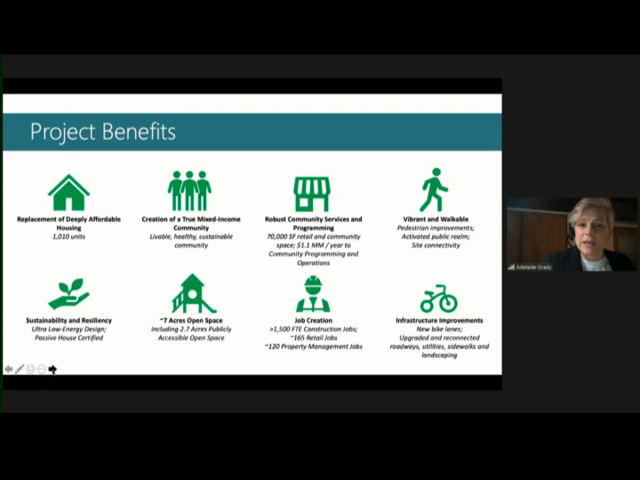 Project Benefits
Replacement of Deeply Affordable
Housing
1,010 units
Creation of a True Mixed-Income
Community
Livable, healthy, sustainable
community
Robust Community Services and
Programming
70,000 SF retail and community
space; $1.1 MM / year to
Community Programming and
Operations
Vibrant and Walkable
Pedestrian improvements;
Activated public realm;
Site connectivity
Adelaide Grady
Sustainability and Resiliency
Ultra Low-Energy Design;
Passive House Certified
~7 Acres Open Space
Including 2.7 Acres Publicly
Accessible Open Space
Job Creation
>1,500 FTE Construction Jobs;
~165 Retail Jobs
~120 Property Management Jobs
Infrastructure Improvements
New bike lanes;
Upgraded and reconnected
roadways, utilities, sidewalks and
landscaping